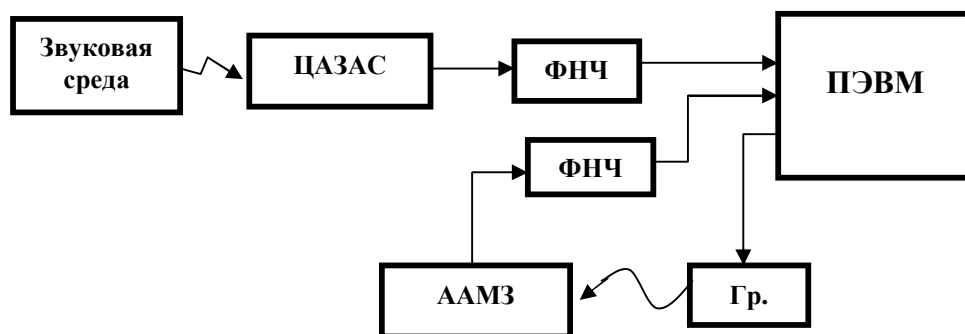 Звуковая
среда
ЦАЗАС
ФНЧ
ПЭВМ
ФНЧ
ААМЗ
Гр.